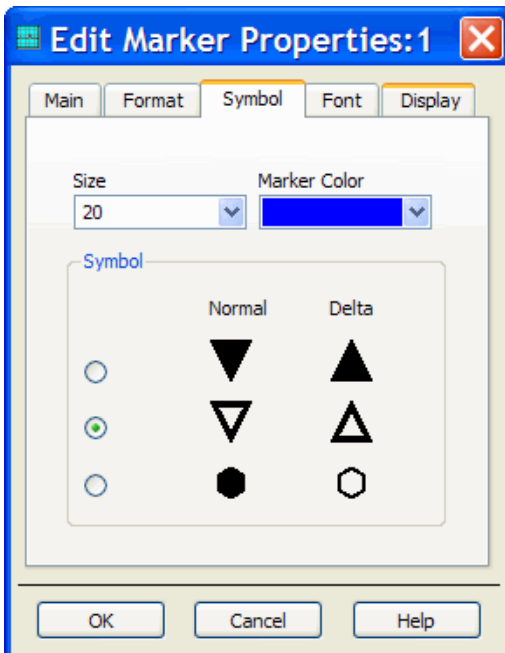 Edit Marker Properties:1
Main Format Symbol Font Display
Size Marker Color
20
Symbol
Normal Delta
OK Cancel Help